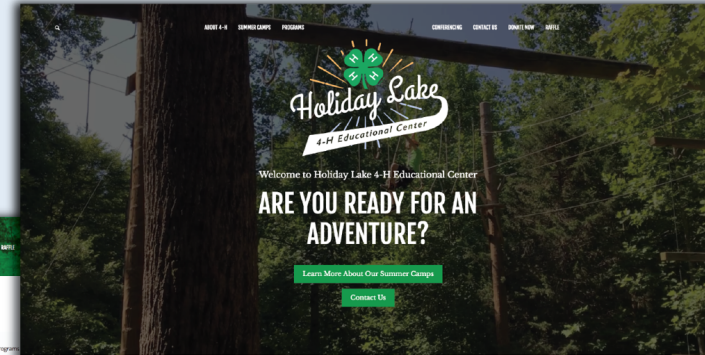 ABOUT 4-H SUMMER CAMPS PROGRAMS CONFERENCING CONTACT US DONATE NOW RAFFLE
H H
H H
Holiday Lake
4-H Educational Center
Welcome to Holiday Lake 4-H Educational Center
ARE YOU READY FOR AN
ADVENTURE?
RAFFLE
Learn More About Our Summer Camps
Contact Us
rograms